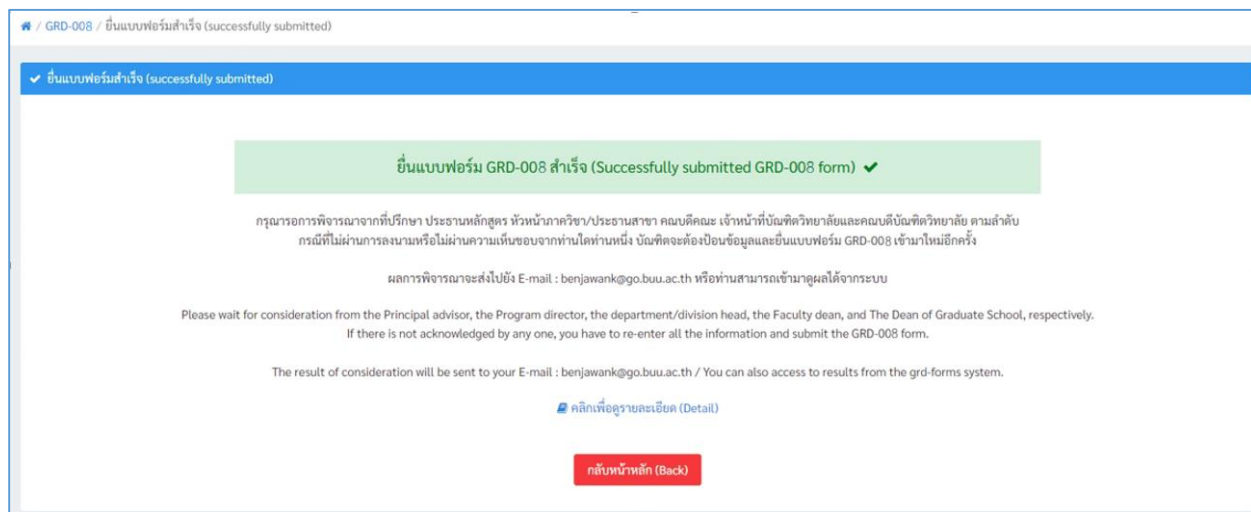 / GRD-008 / ยื่นแบบฟอร์มสำเร็จ (successfully submitted)
ยื่นแบบฟอร์มสำเร็จ (successfully submitted)
ยื่นแบบฟอร์ม GRD-008 สำเร็จ (Successfully submitted GRD-008 form)
กรุณารอการพิจารณาจากที่ปรึกษา ประธานหลักสูตร หัวหน้าภาควิชา/ประธานสาขา คณบดีคณะ เจ้าหน้าที่บัณฑิตวิทยาลัยและคณบดีบัณฑิตวิทยาลัย ตามลำดับ
กรณีที่ไม่ผ่านการลงนามหรือไม่ผ่านความเห็นชอบจากท่านใดท่านหนึ่ง บัณฑิตจะต้องป้อนข้อมูลและยื่นแบบฟอร์ม GRD-008 เข้ามาใหม่อีกครั้ง
ผลการพิจารณาจะส่งไปยัง E-mail : benjawank@go.buu.ac.th หรือท่านสามารถเข้ามาดูผลได้จากระบบ
Please wait for consideration from the Principal advisor, the Program director, the department/division head, the Faculty dean, and The Dean of Graduate School, respectively.
If there is not acknowledged by any one, you have to re-enter all the information and submit the GRD-008 form.
The result of consideration will be sent to your E-mail : benjawank@go.buu.ac.th / You can also access to results from the grd-forms system.
คลิกเพื่อดูรายละเอียด (Detail)
กลับหน้าหลัก (Back)